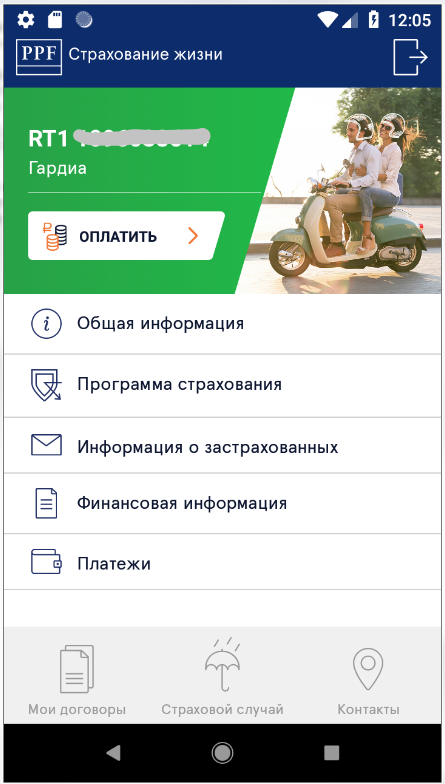 12:05
PPF Страхование жизни
RT1
Гардиа
ОПЛАТИТЬ
Общая информация
Программа страхования
Информация о застрахованных
Финансовая информация
Платежи
Мои договоры Страховой случай Контакты